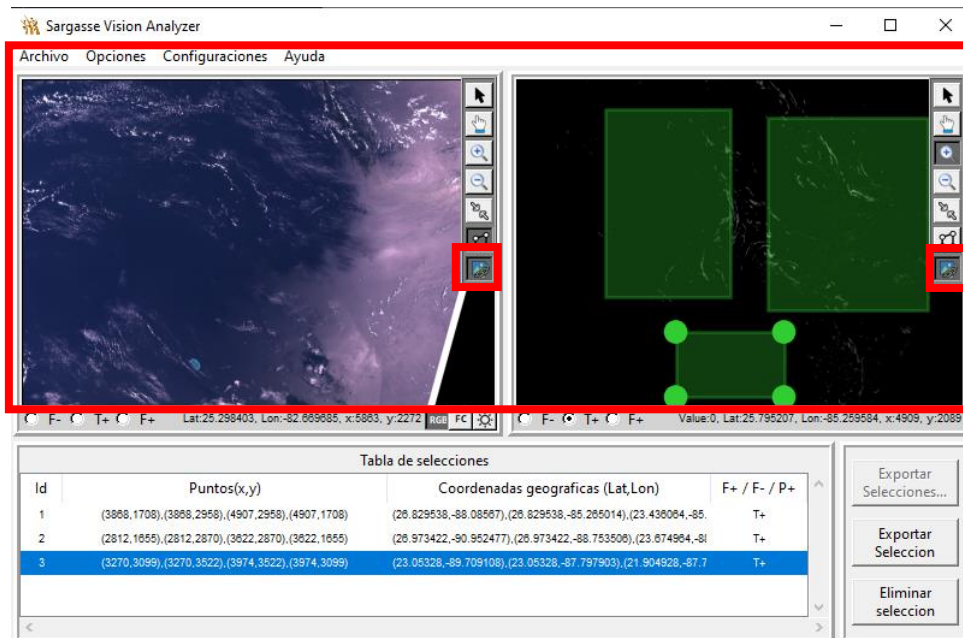 Sargasse Vision Analyzer
Archivo Opciones Configuraciones Ayuda
F- T+ F+ Lat:25.298403, Lon:-82.669685, x:5863, y:2272 RGB FC
F- T+ F+ Value:0, Lat:25.795207, Lon:-85.259584, x:4909, y:2089
Tabla de selecciones
Id Puntos(x,y) Coordenadas geograficas (Lat,Lon) F+ / F- / P+
1 (3868,1708),(3868,2958),(4907,2958),(4907,1708) (26.829538,-88.08567),(26.829538,-85.265014),(23.436064,-85. T+
2 (2812,1655),(2812,2870),(3622,2870),(3622,1655) (26.973422,-90.952477),(26.973422,-88.753506),(23.674964,-8 T+
3 (3270,3099),(3270,3522),(3974,3522),(3974,3099) (23.05328,-89.709108),(23.05328,-87.797903),(21.904928,-87.7 T+
Exportar
Selecciones...
Exportar
Seleccion
Eliminar
seleccion